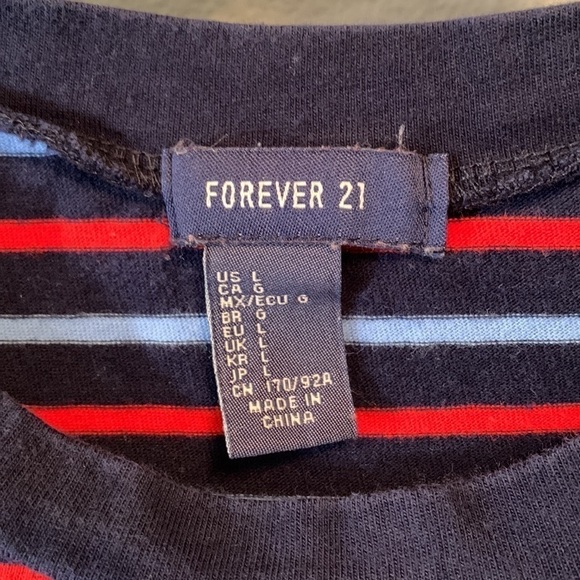 FOREVER 21
US L
CA G
MX/ECU G
BR G
EU L
UK L
KR L
JP L
CN 170/92A
MADE IN
CHINA